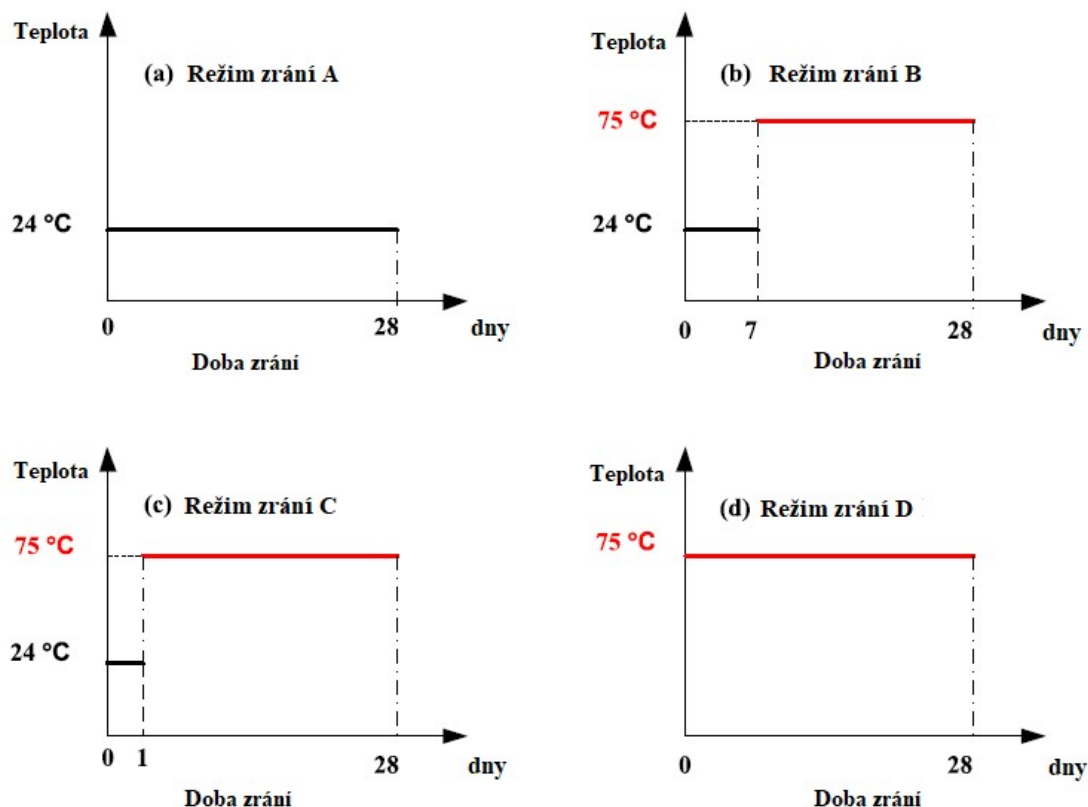 Teplota
(a) Režim zrání A
24 °C
0 28 dny
Doba zrání
Teplota
(b) Režim zrání B
75 °C
24 °C
0 7 28 dny
Doba zrání
Teplota
(c) Režim zrání C
75 °C
24 °C
0 1 28 dny
Doba zrání
Teplota
(d) Režim zrání D
75 °C
0 28 dny
Doba zrání